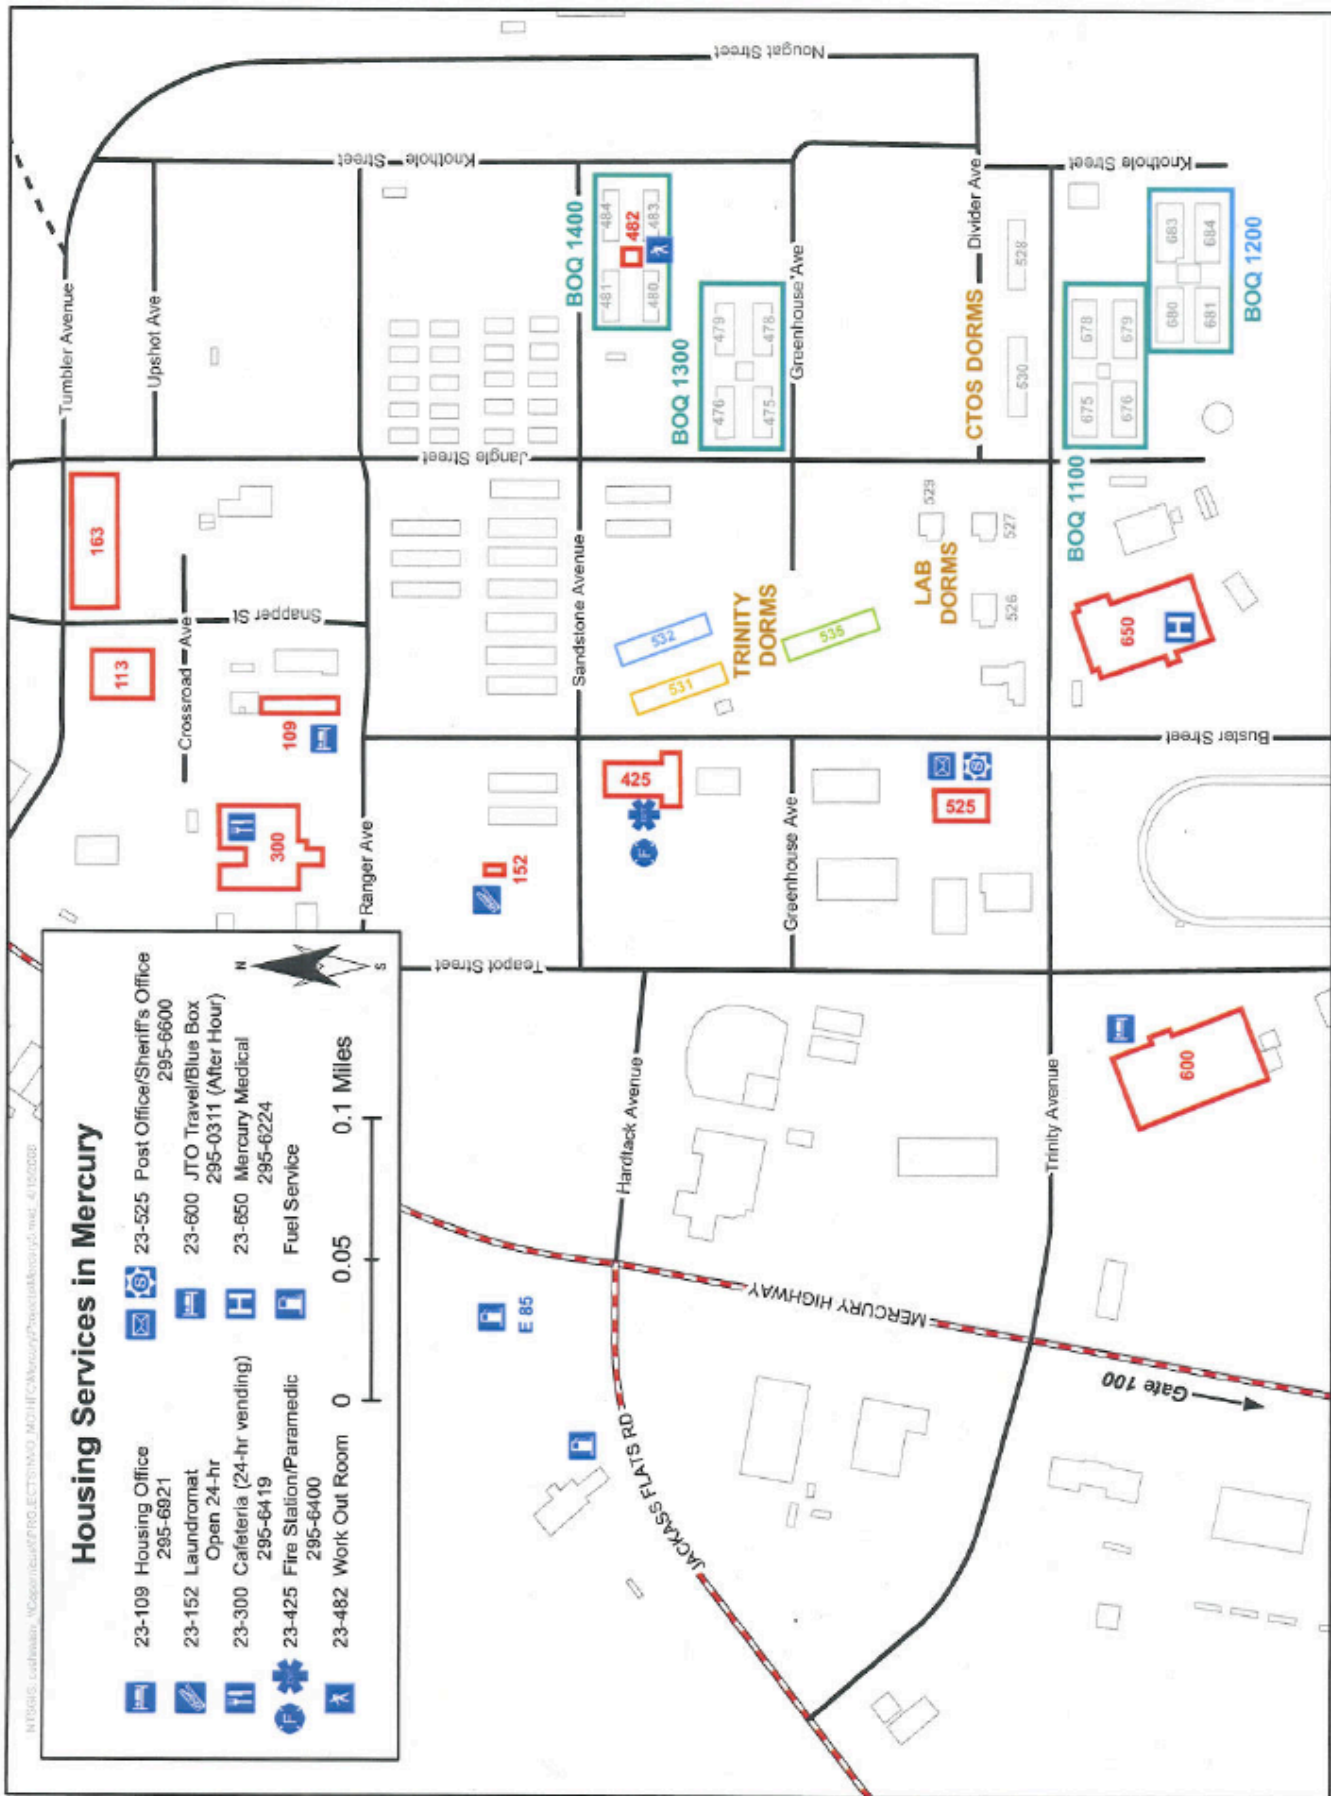 Housing Services in Mercury
23-109 Housing Office
295-6921
23-152 Laundromat
Open 24-hr
23-300 Cafeteria (24-hr vending)
295-6419
23-425 Fire Station/Paramedic
295-6400
23-482 Work Out Room
23-525 Post Office/Sheriff's Office
295-6600
23-600 JTO Travel/Blue Box
295-0311 (After Hour)
23-650 Mercury Medical
295-6224
Fuel Service
0 0.05 0.1 Miles
N
S
Tumbler Avenue
Upshot Ave
Crossroad Ave
Snapper St
Ranger Ave
Knothole Street
Nougat Street
Jangle Street
Sandstone Avenue
Teapot Street
Greenhouse Ave
Greenhouse Ave
Divider Ave
Knothole Street
Hardtack Avenue
Trinity Avenue
Buster Street
MERCURY HIGHWAY
JACKASS FLATS RD
Gate 100
E 85
163
113
109
300
152
425
F
525
S
600
650
H
BOQ 1400
481
484
482
480
483
BOQ 1300
476
479
475
478
TRINITY DORMS
531
532
535
LAB DORMS
529
527
526
CTOS DORMS
530
528
BOQ 1100
675
678
676
679
BOQ 1200
680
683
681
684